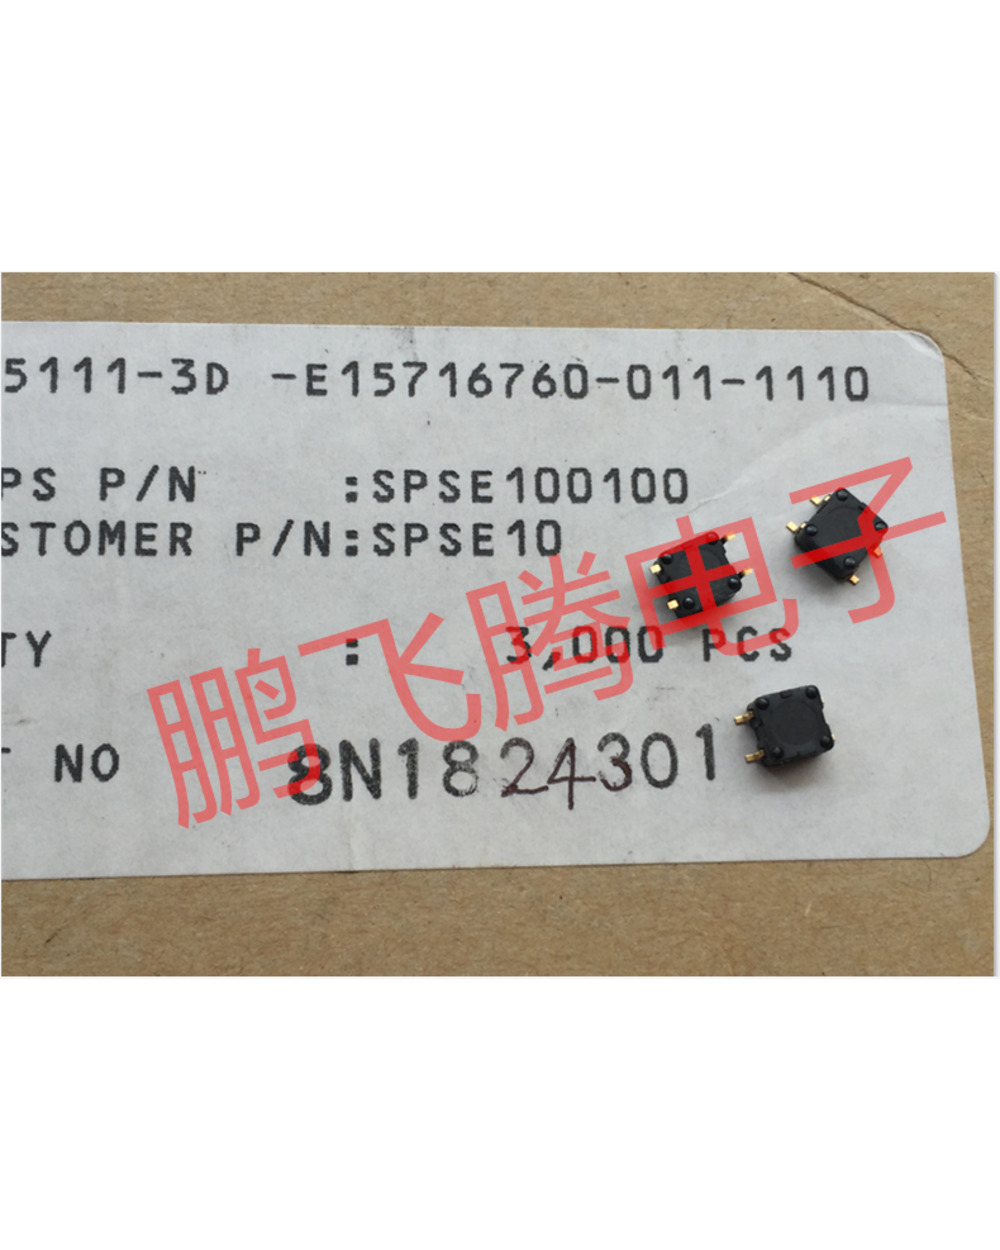 5111-3D -E15716760-011-1110
PS P/N :SPSE100100
STOMER P/N:SPSE10
TY : 3,000 PCS
T NO 8N1824301
鹏飞腾电子